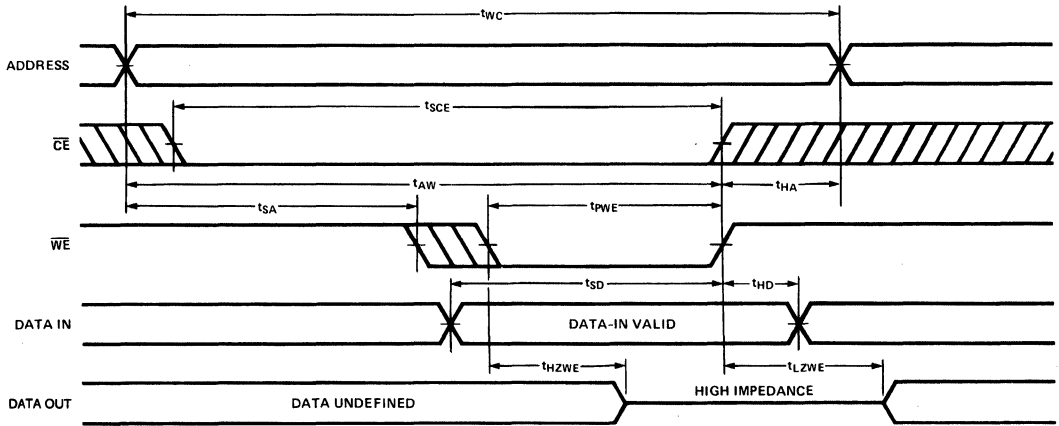 tWC
ADDRESS
tSCE
CE
tAW
tHA
tSA
tPWE
WE
tSD
tHD
DATA IN
DATA-IN VALID
tHZWE
tLZWE
HIGH IMPEDANCE
DATA OUT
DATA UNDEFINED